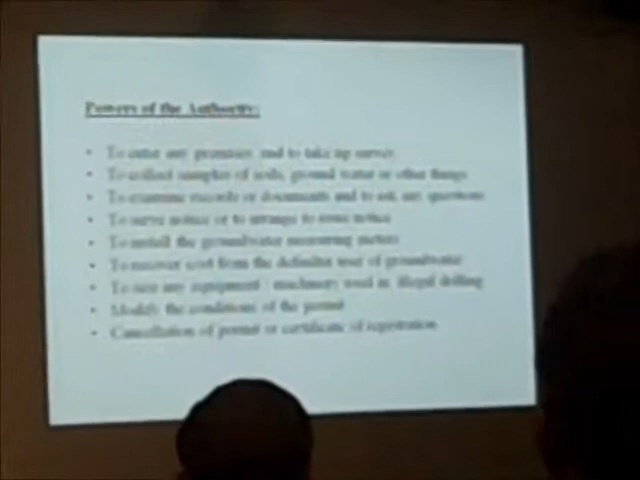 Powers of the Authority:
• To enter any premises and to take up survey
• To collect samples of soils, ground water or other things
• To examine records or documents and to ask any questions
• To serve notice or to arrange to issue notice
• To install the groundwater measuring meters
• To recover cost from the defaulter user of groundwater
• To seize any equipment / machinery used in illegal drilling
• Modify the conditions of the permit
• Cancellation of permit or certificate of registration